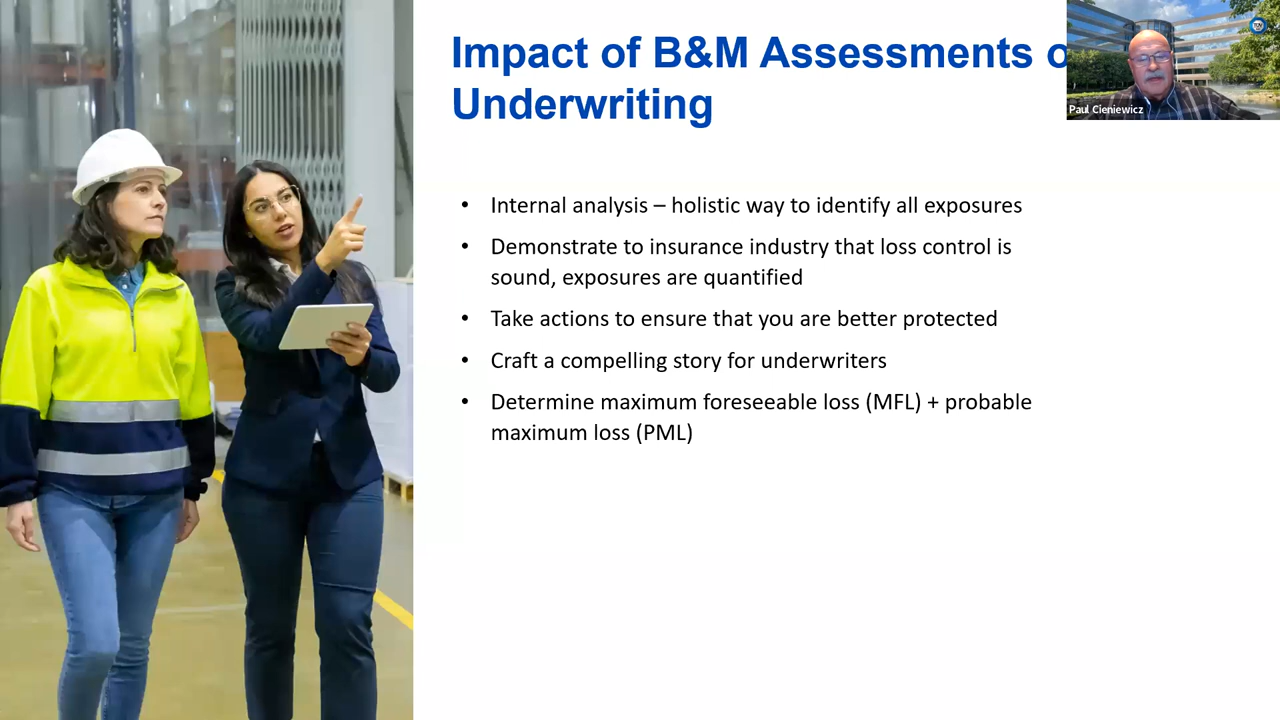 Impact of B&M Assessments o
Underwriting
Paul Cieniewicz
• Internal analysis – holistic way to identify all exposures
• Demonstrate to insurance industry that loss control is
sound, exposures are quantified
• Take actions to ensure that you are better protected
• Craft a compelling story for underwriters
• Determine maximum foreseeable loss (MFL) + probable
maximum loss (PML)